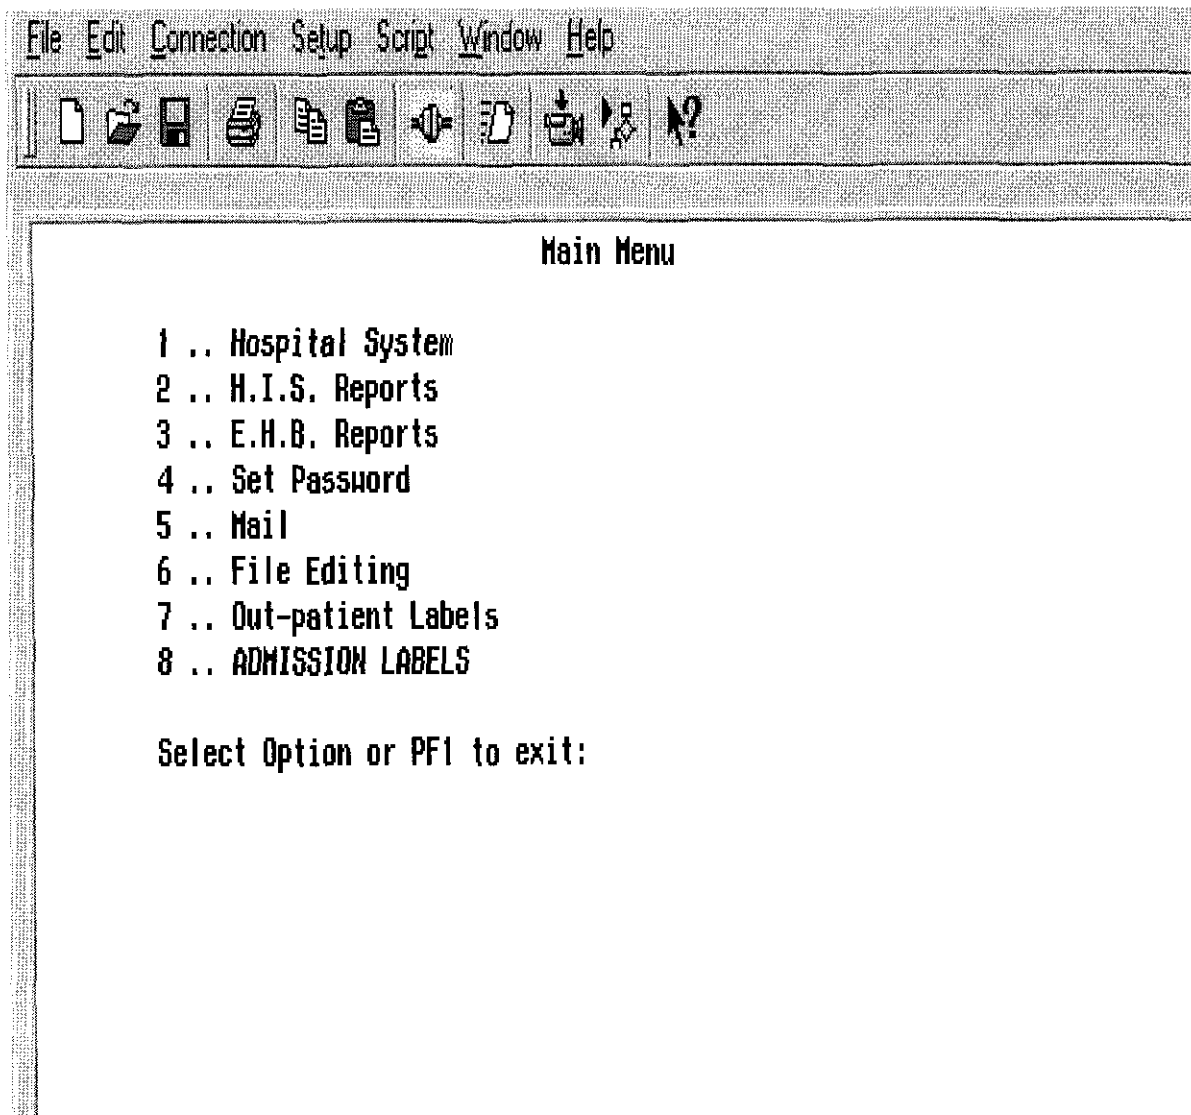 File Edit Connection Setup Script Window Help
Main Menu
1 .. Hospital System
2 .. H.I.S. Reports
3 .. E.H.B. Reports
4 .. Set Password
5 .. Mail
6 .. File Editing
7 .. Out-patient Labels
8 .. ADMISSION LABELS
Select Option or PF1 to exit: